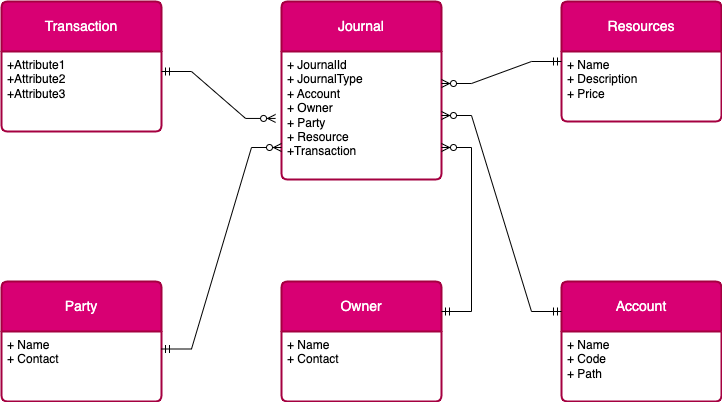 Transaction
+Attribute1
+Attribute2
+Attribute3
Journal
+ JournalId
+ JournalType
+ Account
+ Owner
+ Party
+ Resource
+Transaction
Resources
+ Name
+ Description
+ Price
Party
+ Name
+ Contact
Owner
+ Name
+ Contact
Account
+ Name
+ Code
+ Path